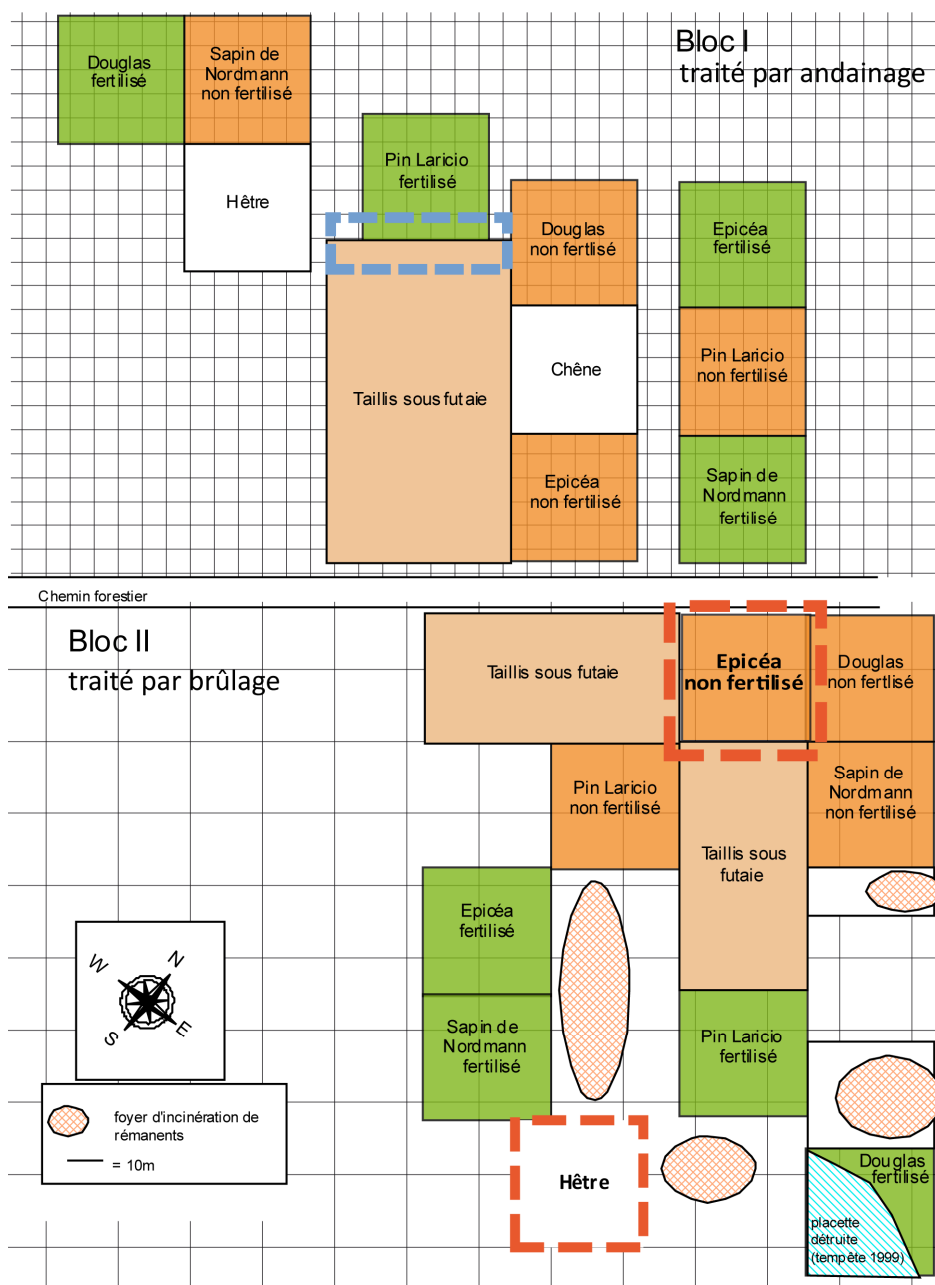 Bloc I
traité par andainage
Douglas
fertilisé
Sapin de
Nordmann
non fertilisé
Hêtre
Pin Laricio
fertilisé
Douglas
non fertlisé
Epicéa
fertilisé
Chêne
Pin Laricio
non fertilisé
Taillis sous futaie
Epicéa
non fertilisé
Sapin de
Nordmann
fertilisé
Chemin forestier
Bloc II
traité par brûlage
Taillis sous futaie
Epicéa
non fertilisé
Douglas
non fertlisé
Pin Laricio
non fertilisé
Sapin de
Nordmann
non fertilisé
Taillis sous
futaie
Epicéa
fertilisé
Sapin de
Nordmann
fertilisé
Pin Laricio
fertilisé
W
N
S
E
foyer d'incinération de
rémanents
= 10m
Hêtre
Douglas
fertilisé
placette
détruite
(tempête 1999)